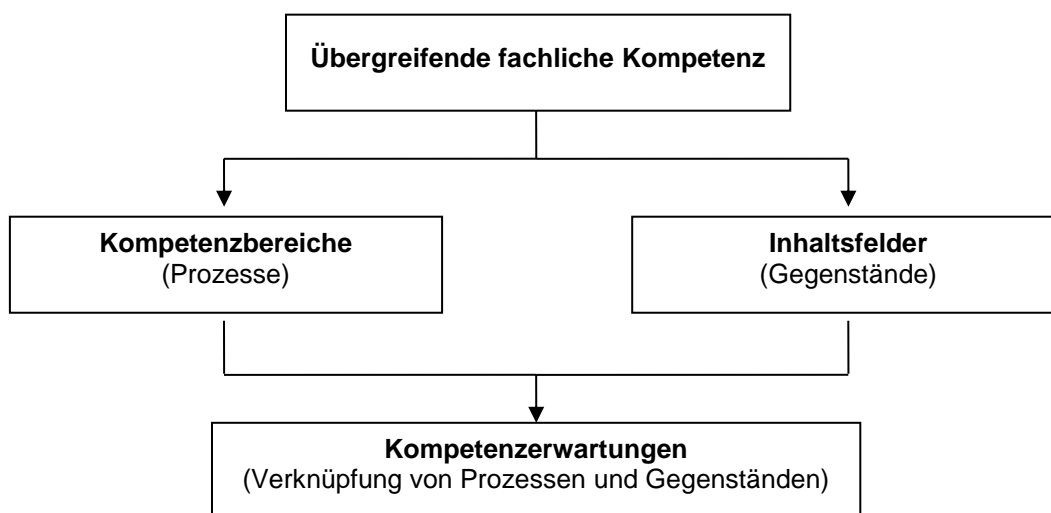 Übergreifende fachliche Kompetenz
Kompetenzbereiche
(Prozesse)
Inhaltsfelder
(Gegenstände)
Kompetenzerwartungen
(Verknüpfung von Prozessen und Gegenständen)